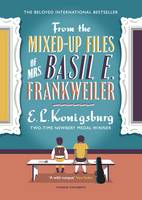 THE BELOVED INTERNATIONAL BESTSELLER
From the
MIXED-UP FILES
OF MRS.
BASIL E.
FRANKWEILER
E.L. Konigsburg
TWO-TIME NEWBERY MEDAL WINNER